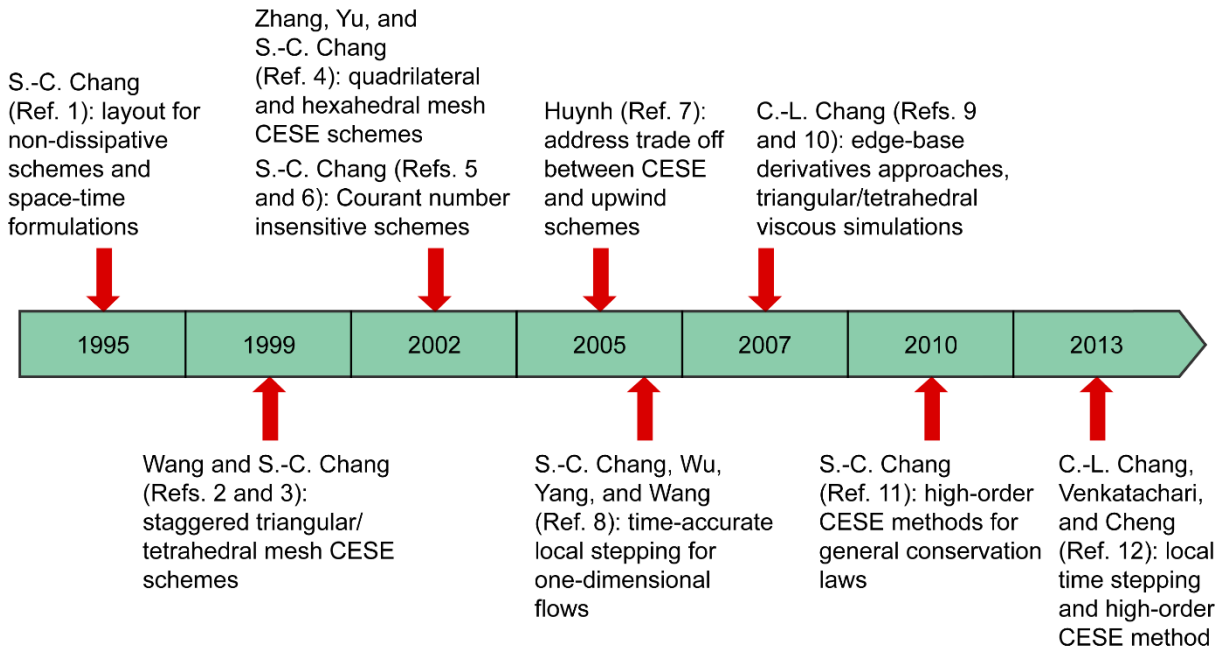 S.-C. Chang
(Ref. 1): layout for
non-dissipative
schemes and
space-time
formulations
Zhang, Yu, and
S.-C. Chang
(Ref. 4): quadrilateral
and hexahedral mesh
CESE schemes
S.-C. Chang (Refs. 5
and 6): Courant number
insensitive schemes
Huynh (Ref. 7):
address trade off
between CESE
and upwind
schemes
C.-L. Chang (Refs. 9
and 10): edge-base
derivatives approaches,
triangular/tetrahedral
viscous simulations
1995
1999
2002
2005
2007
2010
2013
Wang and S.-C. Chang
(Refs. 2 and 3):
staggered triangular/
tetrahedral mesh CESE
schemes
S.-C. Chang, Wu,
Yang, and Wang
(Ref. 8): time-accurate
local stepping for
one-dimensional
flows
S.-C. Chang
(Ref. 11): high-order
CESE methods for
general conservation
laws
C.-L. Chang,
Venkatachari,
and Cheng
(Ref. 12): local
time stepping
and high-order
CESE method